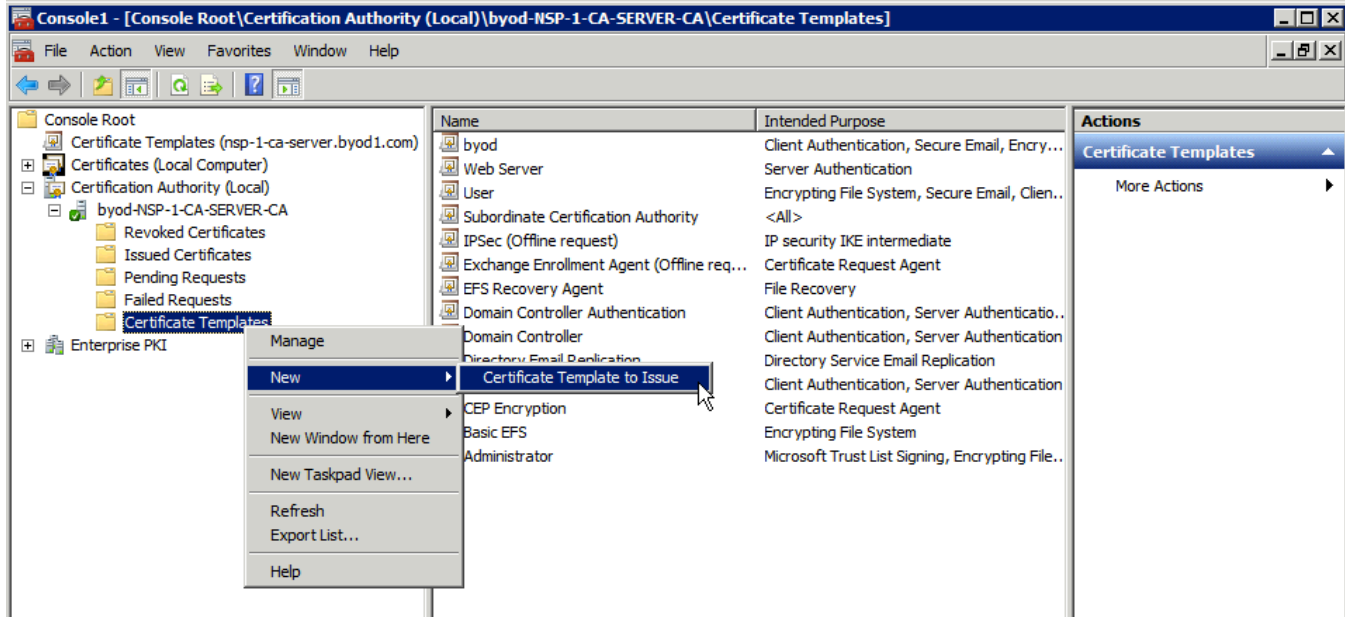 Console1 - [Console Root\Certification Authority (Local)\byod-NSP-1-CA-SERVER-CA\Certificate Templates]
File Action View Favorites Window Help
Console Root
Certificate Templates (nsp-1-ca-server.byod1.com)
Certificates (Local Computer)
Certification Authority (Local)
byod-NSP-1-CA-SERVER-CA
Revoked Certificates
Issued Certificates
Pending Requests
Failed Requests
Certificate Templates
Enterprise PKI
Manage
New
View
New Window from Here
New Taskpad View...
Refresh
Export List...
Help
Certificate Template to Issue
Name Intended Purpose
byod Client Authentication, Secure Email, Encry...
Web Server Server Authentication
User Encrypting File System, Secure Email, Clien..
Subordinate Certification Authority <All>
IPSec (Offline request) IP security IKE intermediate
Exchange Enrollment Agent (Offline req... Certificate Request Agent
EFS Recovery Agent File Recovery
Domain Controller Authentication Client Authentication, Server Authenticatio..
Domain Controller Client Authentication, Server Authentication
Directory Email Replication Directory Service Email Replication
Client Authentication, Server Authentication
CEP Encryption Certificate Request Agent
Basic EFS Encrypting File System
Administrator Microsoft Trust List Signing, Encrypting File..
Actions
Certificate Templates
More Actions